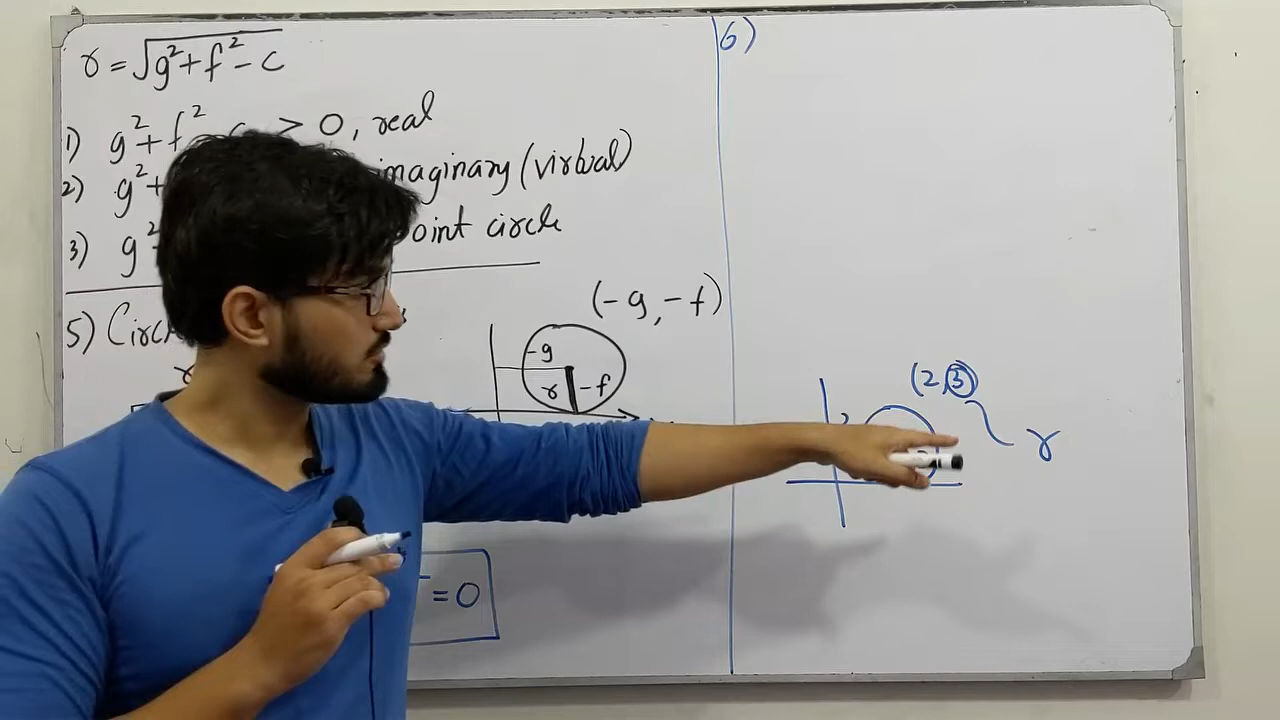 r = √g²+f²-c
1) g²+f²-c > 0, real
2) g²+ imaginary (virtual)
3) g² point circle
5) Circ
(-g, -f)
-g
r -f
= 0
6)
(2, 3)
r